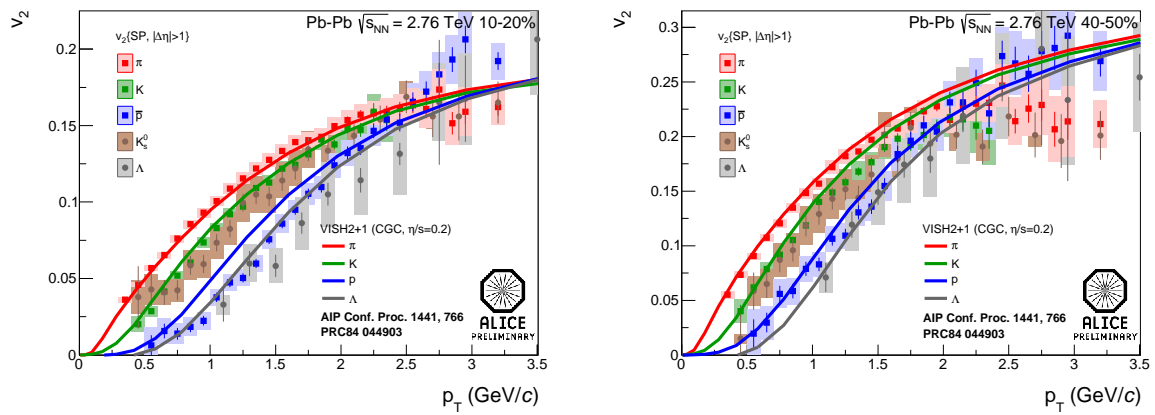 v₂
Pb-Pb √sNN = 2.76 TeV 10-20%
v₂{SP, |Δη|>1}
π
K
p̅
K⁰s
Λ
0.2
0.15
0.1
0.05
0
VISH2+1 (CGC, η/s=0.2)
π
K
p
Λ
AIP Conf. Proc. 1441, 766
PRC84 044903
ALICE
PRELIMINARY
0 0.5 1 1.5 2 2.5 3 3.5
pT (GeV/c)
v₂
Pb-Pb √sNN = 2.76 TeV 40-50%
v₂{SP, |Δη|>1}
π
K
p̅
K⁰s
Λ
0.3
0.25
0.2
0.15
0.1
0.05
0
VISH2+1 (CGC, η/s=0.2)
π
K
p
Λ
AIP Conf. Proc. 1441, 766
PRC84 044903
ALICE
PRELIMINARY
0 0.5 1 1.5 2 2.5 3 3.5
pT (GeV/c)